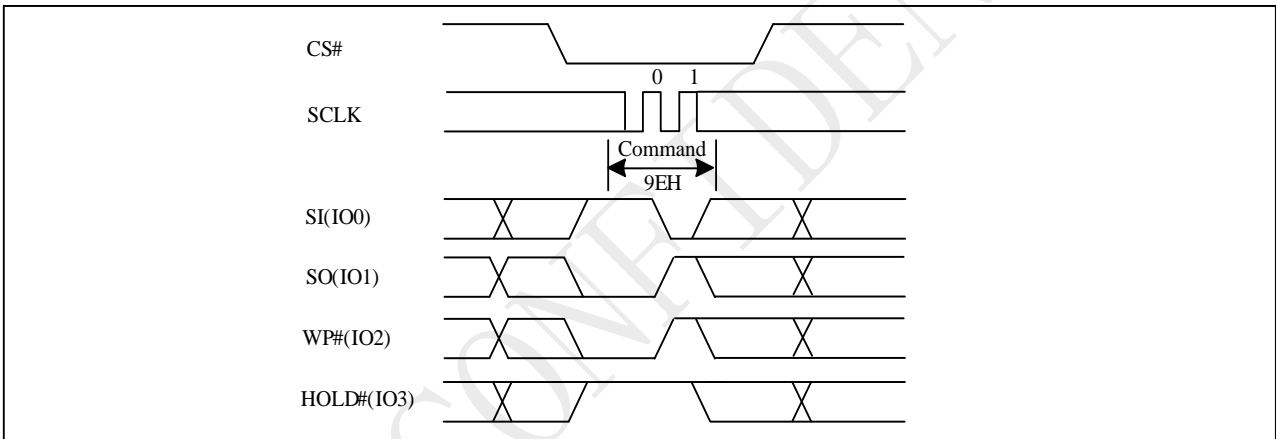 CS#
0 1
SCLK
Command
9EH
SI(IO0)
SO(IO1)
WP#(IO2)
HOLD#(IO3)